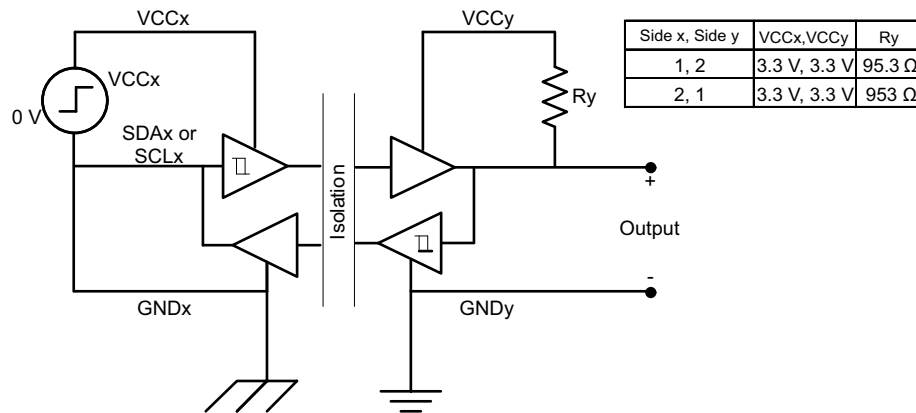 VCCx
VCCy
VCCx
0 V
SDAx or
SCLx
Isolation
Ry
+
Output
-
GNDx
GNDy
Side x, Side y VCCx,VCCy Ry
1, 2 3.3 V, 3.3 V 95.3 Ω
2, 1 3.3 V, 3.3 V 953 Ω